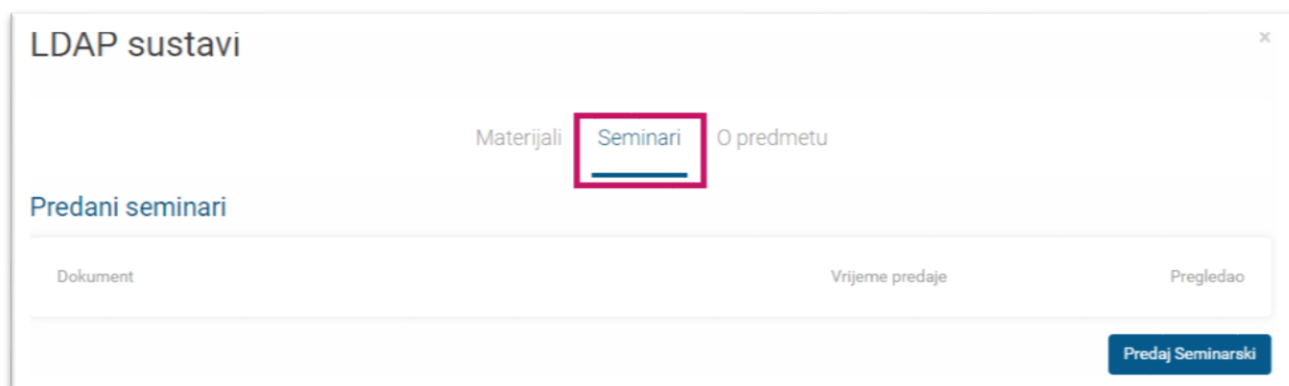 LDAP sustavi ×
Materijali Seminari O predmetu
Predani seminari
Dokument Vrijeme predaje Pregledao
Predaj Seminarski